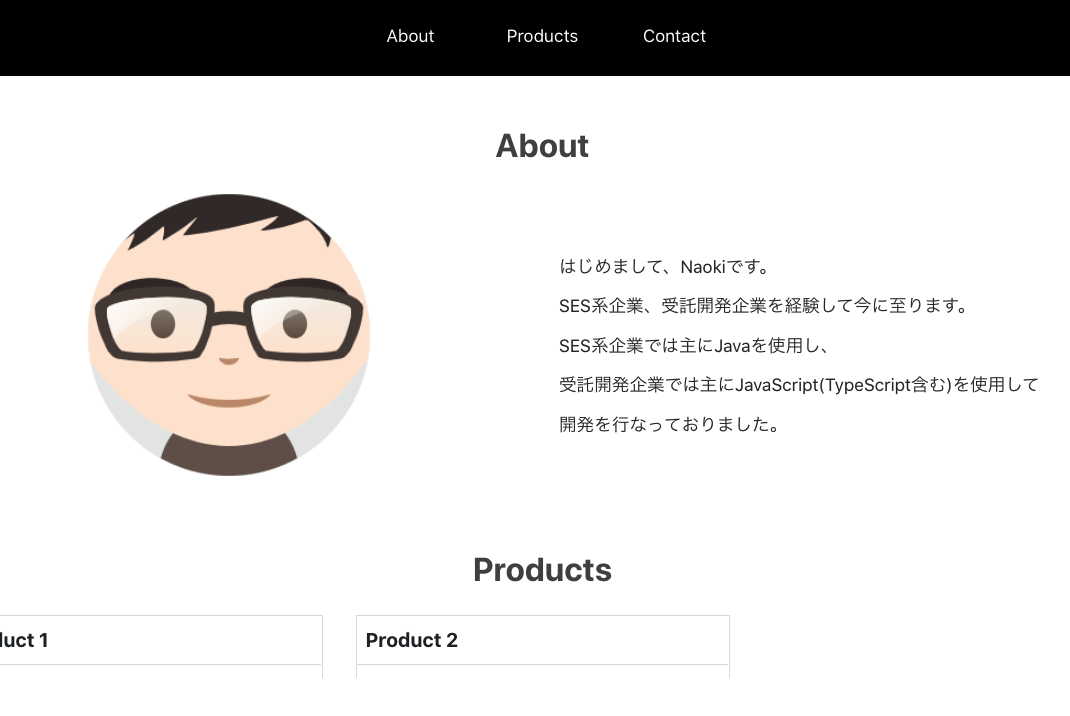 About Products Contact
About
はじめまして、Naokiです。
SES系企業、受託開発企業を経験して今に至ります。
SES系企業では主にJavaを使用し、
受託開発企業では主にJavaScript(TypeScript含む)を使用して
開発を行なっておりました。
Products
duct 1 Product 2